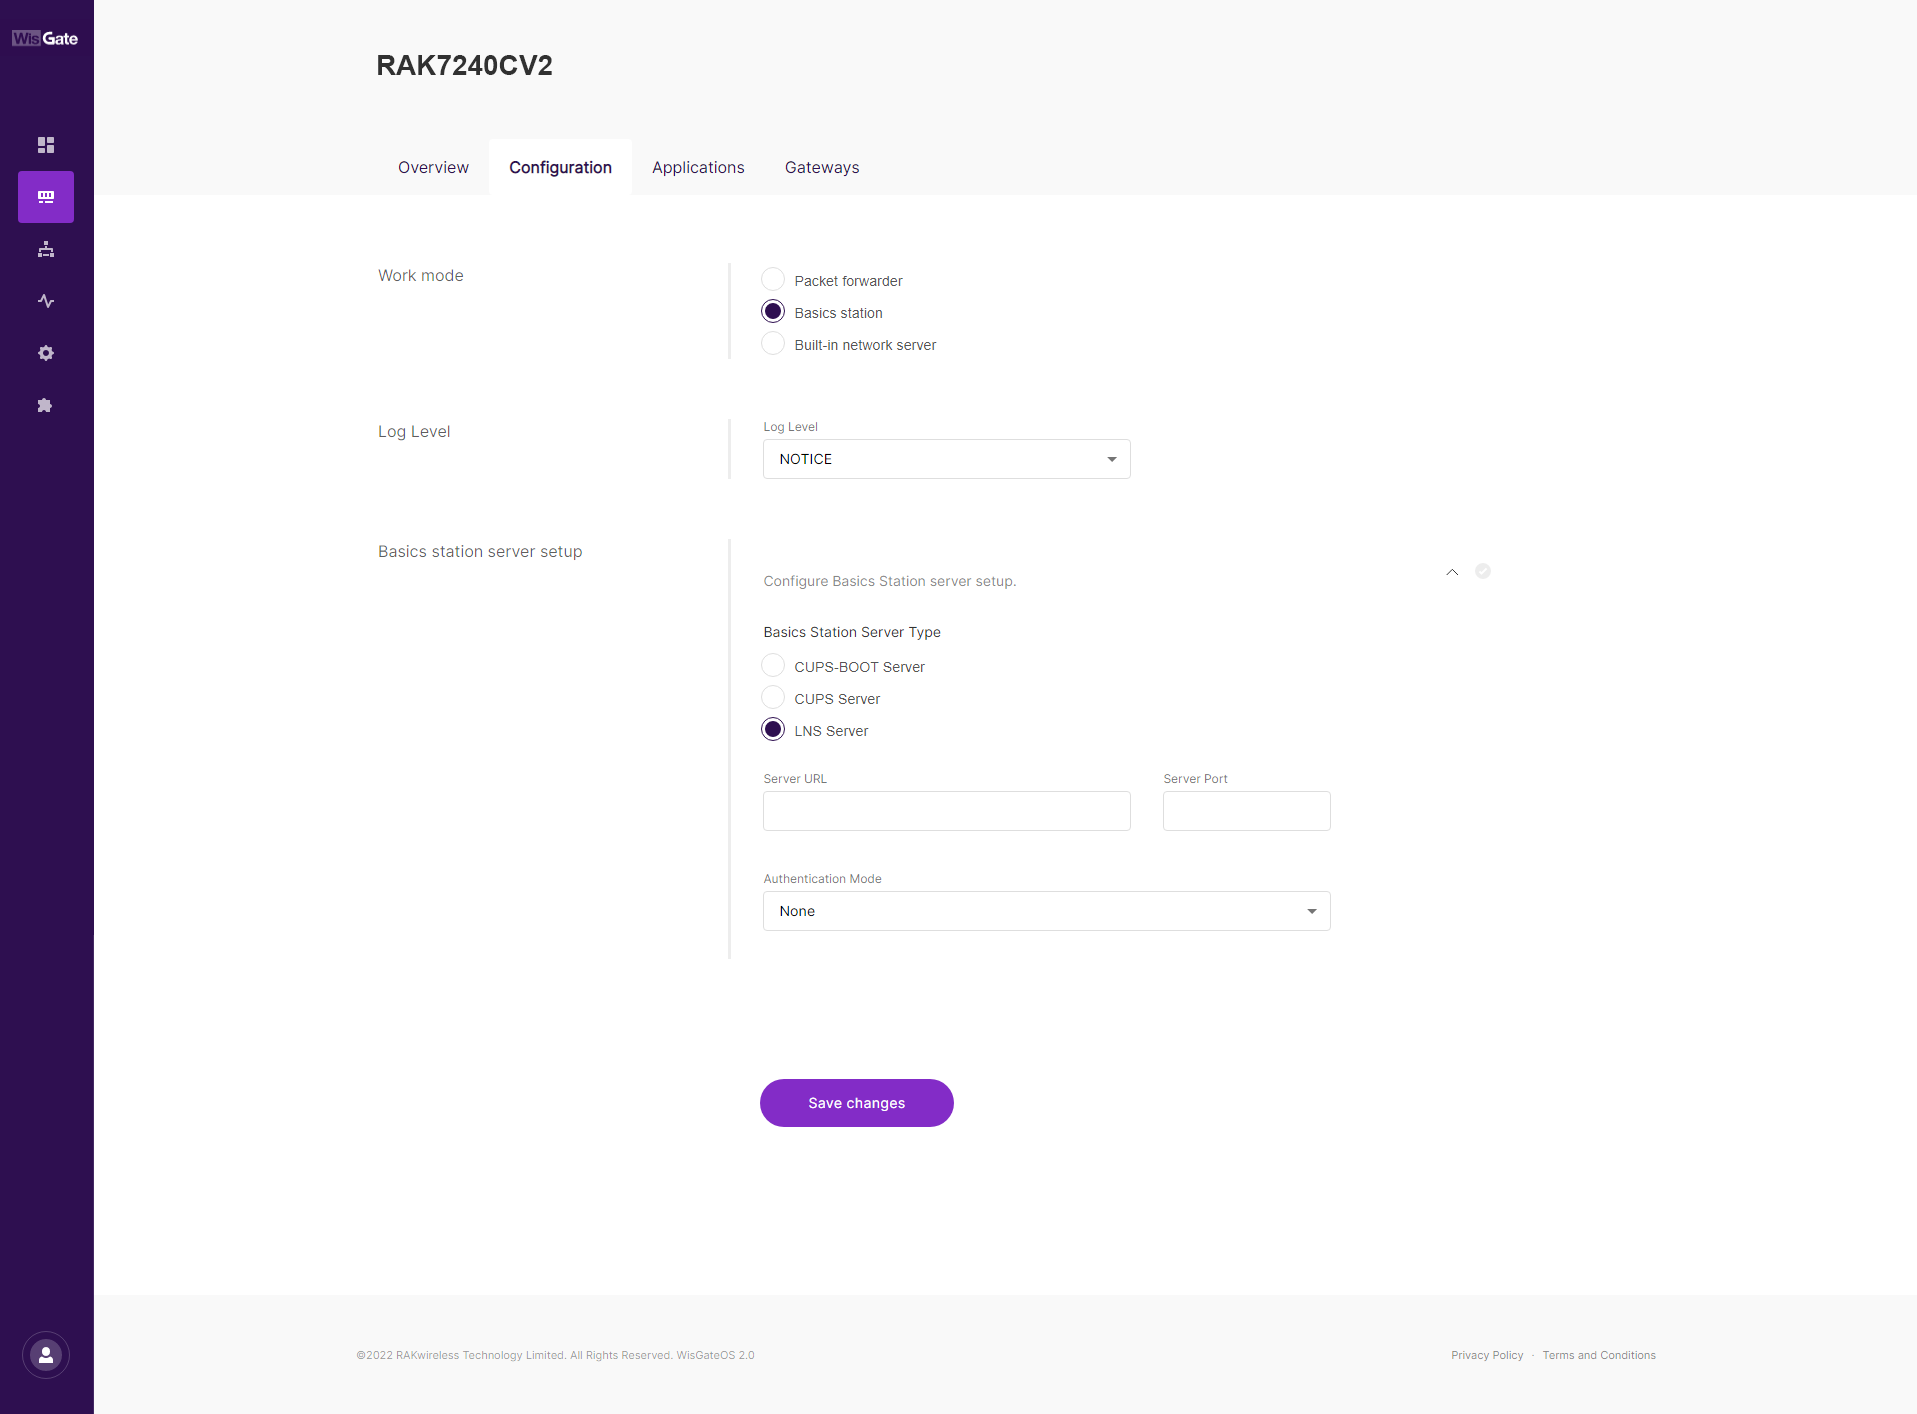 WisGate
RAK7240CV2
Overview
Configuration
Applications
Gateways
Work mode
Packet forwarder
Basics station
Built-in network server
Log Level
Log Level
NOTICE
Basics station server setup
Configure Basics Station server setup.
Basics Station Server Type
CUPS-BOOT Server
CUPS Server
LNS Server
Server URL
Server Port
Authentication Mode
None
Save changes
©2022 RAKwireless Technology Limited. All Rights Reserved. WisGateOS 2.0
Privacy Policy · Terms and Conditions